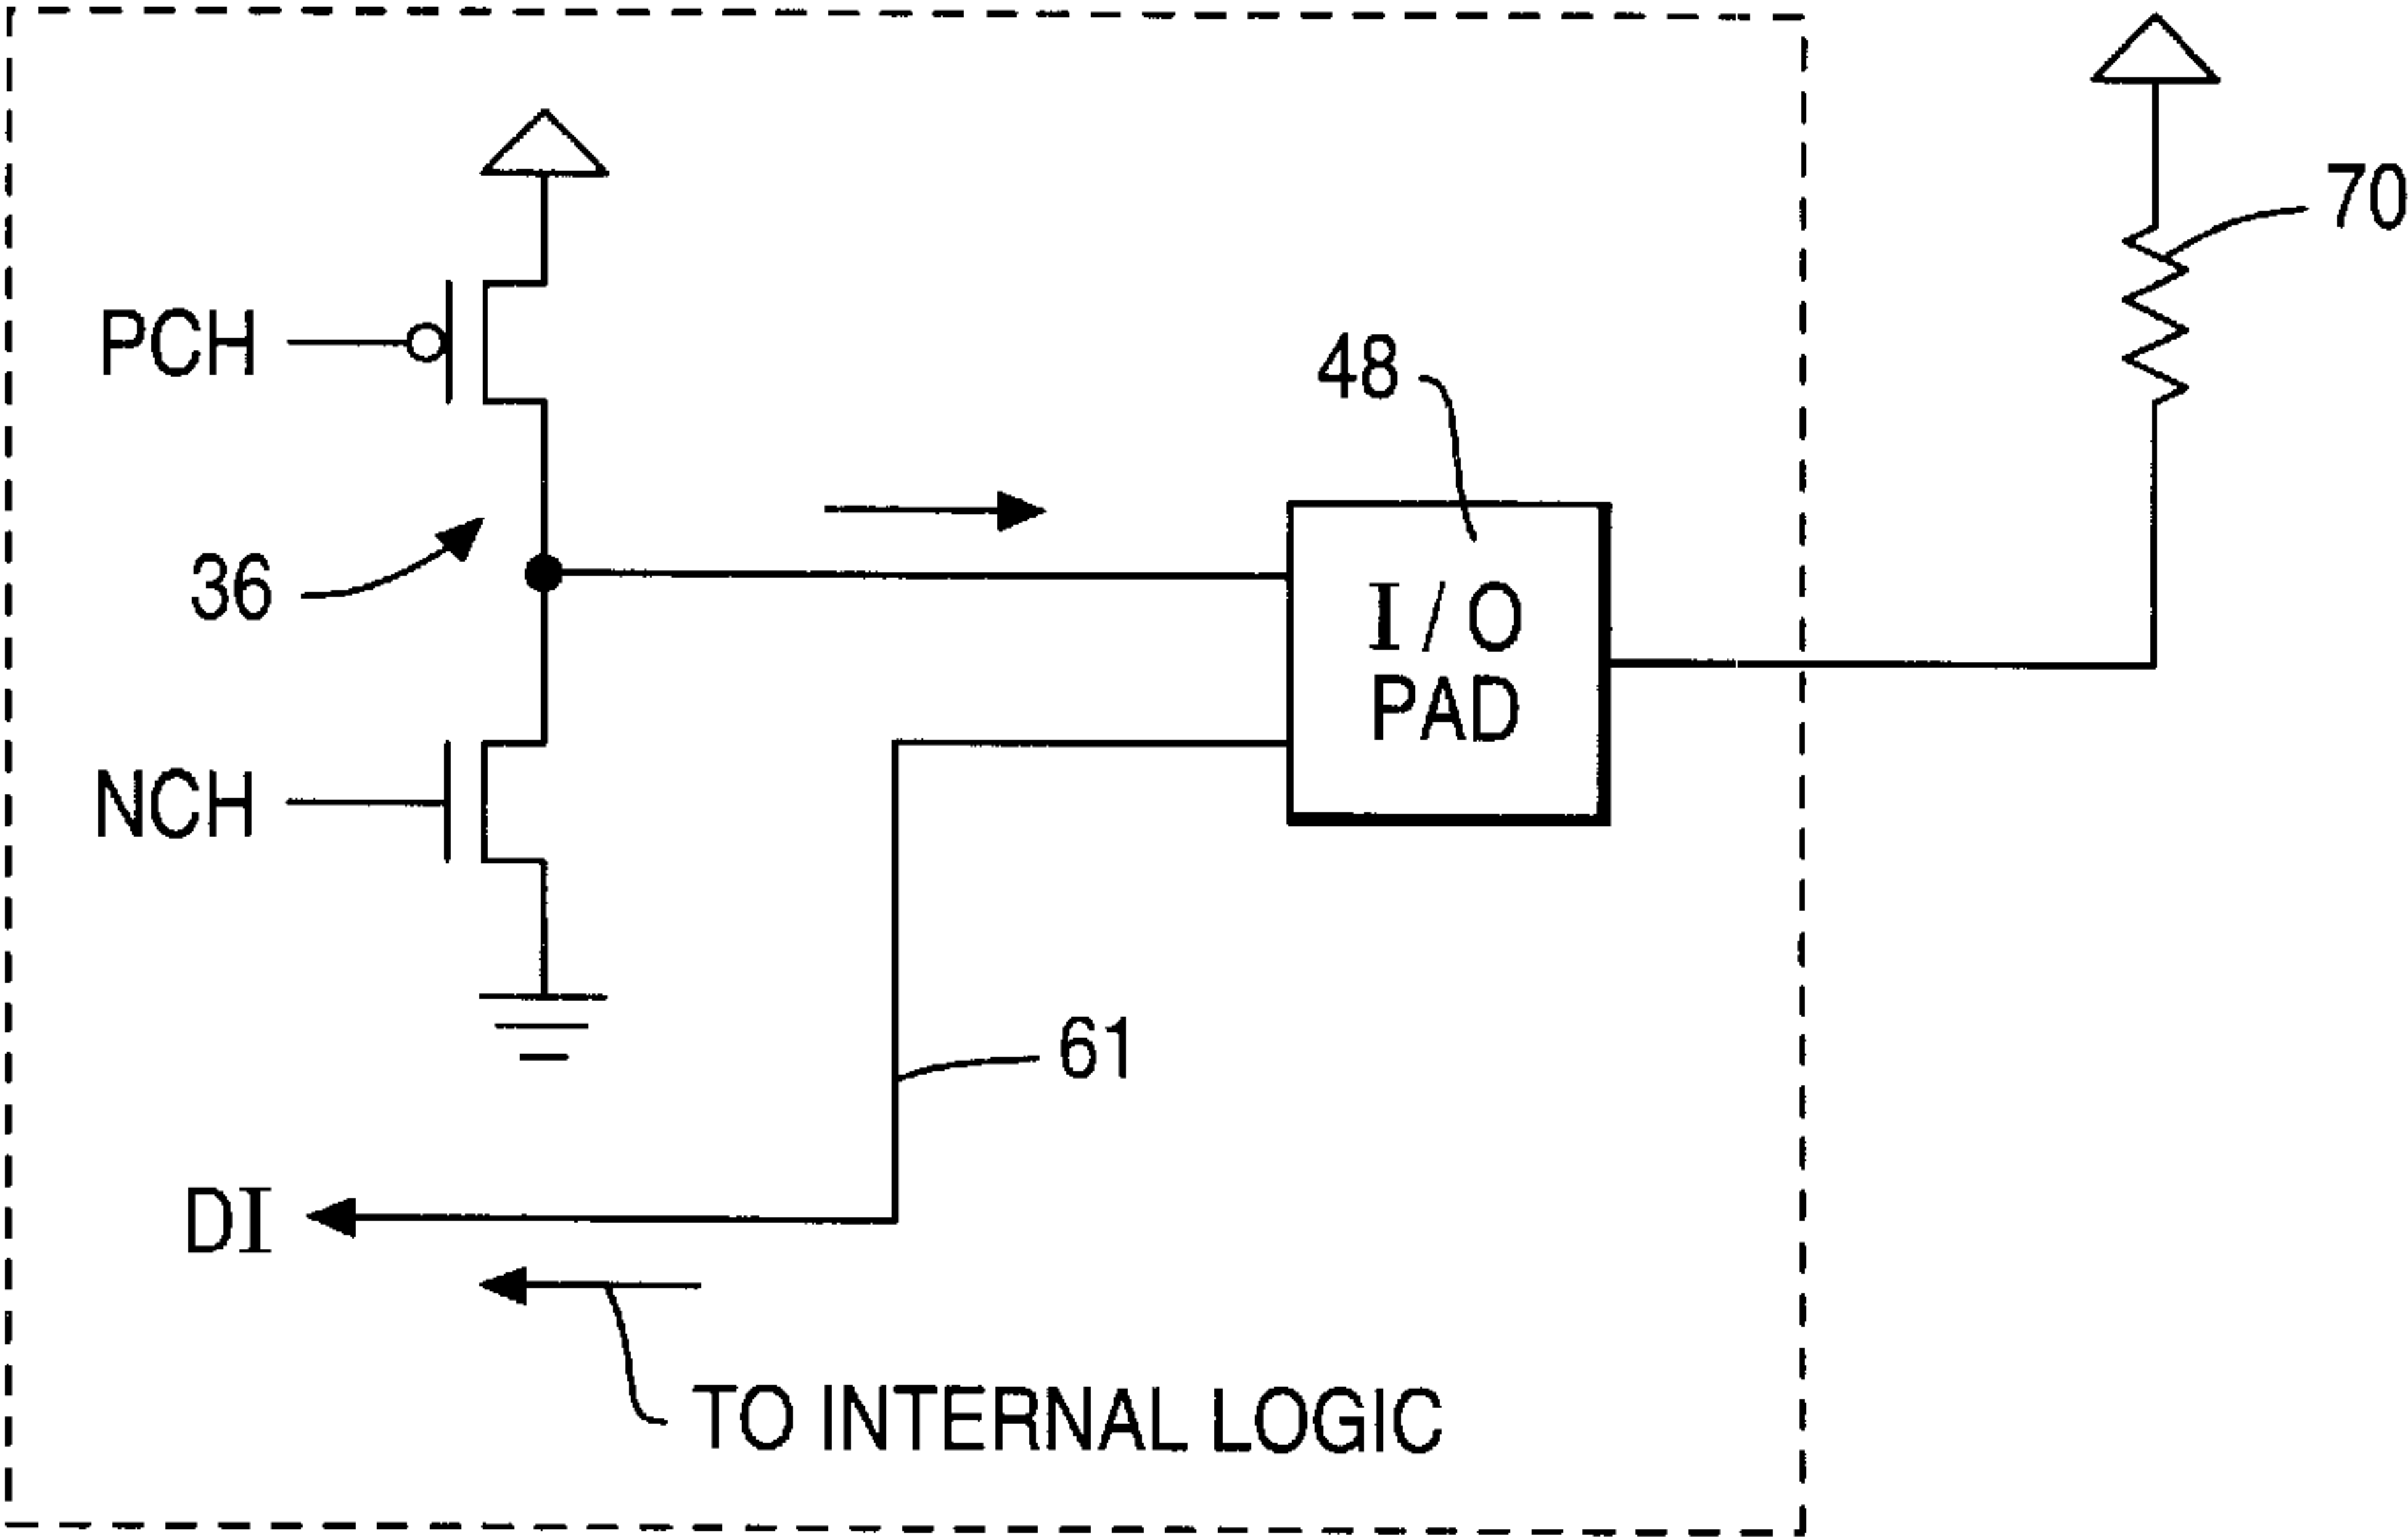 70
PCH
48
36
I/O
PAD
NCH
61
DI
TO INTERNAL LOGIC